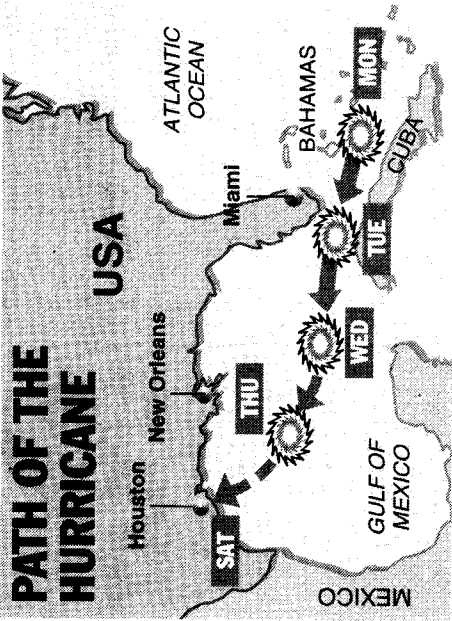 PATH OF THE
HURRICANE
USA
ATLANTIC
OCEAN
Houston
New Orleans
Miami
BAHAMAS
SAT
THU
WED
TUE
MON
CUBA
GULF OF
MEXICO
MEXICO